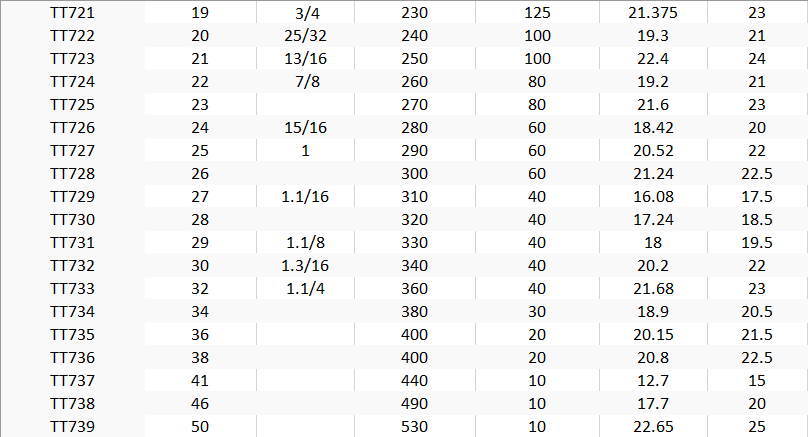 TT721 19 3/4 230 125 21.375 23
TT722 20 25/32 240 100 19.3 21
TT723 21 13/16 250 100 22.4 24
TT724 22 7/8 260 80 19.2 21
TT725 23 270 80 21.6 23
TT726 24 15/16 280 60 18.42 20
TT727 25 1 290 60 20.52 22
TT728 26 300 60 21.24 22.5
TT729 27 1.1/16 310 40 16.08 17.5
TT730 28 320 40 17.24 18.5
TT731 29 1.1/8 330 40 18 19.5
TT732 30 1.3/16 340 40 20.2 22
TT733 32 1.1/4 360 40 21.68 23
TT734 34 380 30 18.9 20.5
TT735 36 400 20 20.15 21.5
TT736 38 400 20 20.8 22.5
TT737 41 440 10 12.7 15
TT738 46 490 10 17.7 20
TT739 50 530 10 22.65 25